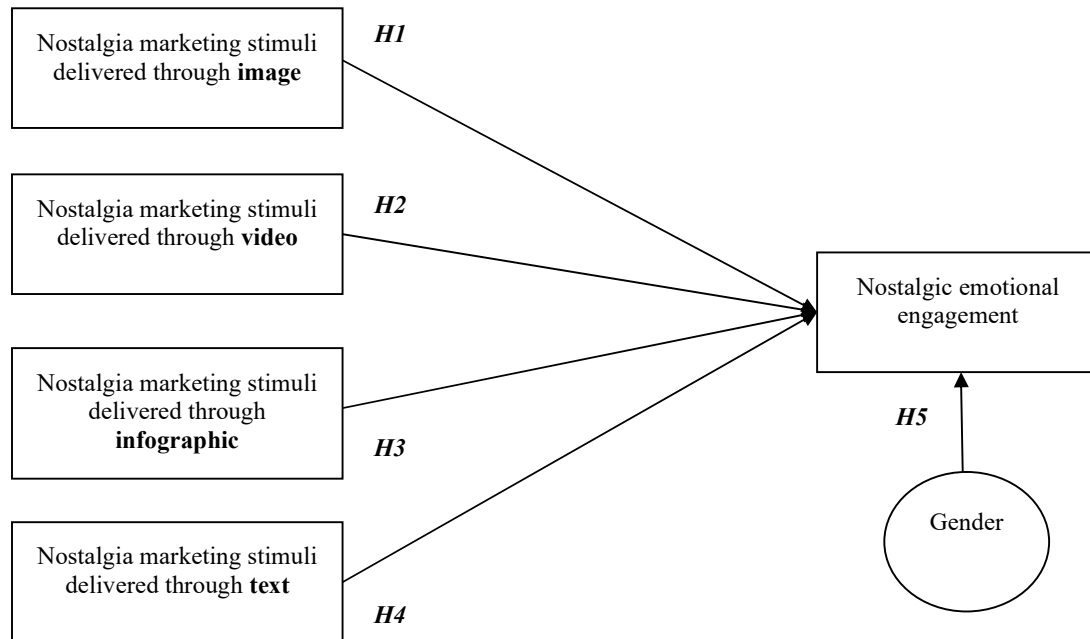 Nostalgia marketing stimuli
delivered through image
H1
Nostalgia marketing stimuli
delivered through video
H2
Nostalgia marketing stimuli
delivered through
infographic
H3
Nostalgia marketing stimuli
delivered through text
H4
Nostalgic emotional
engagement
H5
Gender